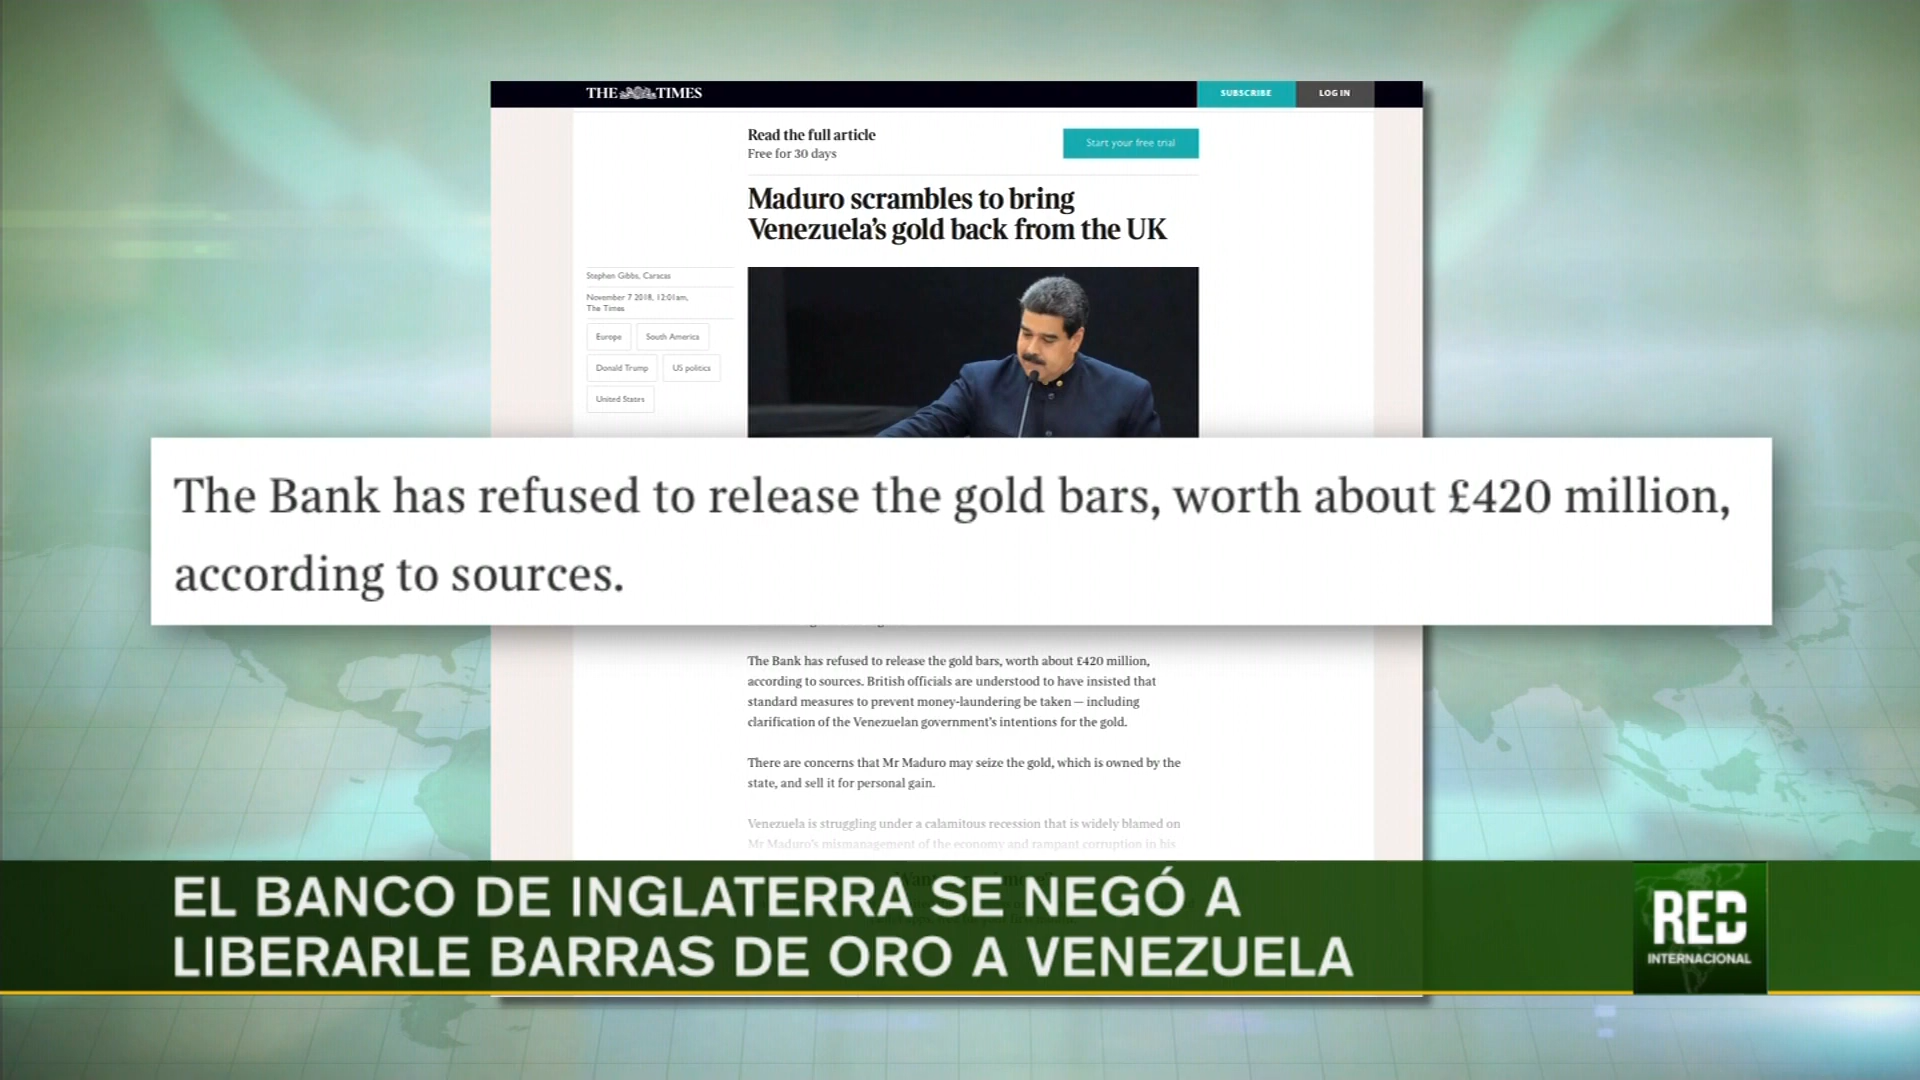 THE TIMES
SUBSCRIBE
LOG IN
Read the full article
Free for 30 days
Start your free trial
Maduro scrambles to bring
Venezuela's gold back from the UK
Stephen Gibbs, Caracas
November 7 2018, 12:01am,
The Times
Europe
South America
Donald Trump
US politics
United States
The Bank has refused to release the gold bars, worth about £420 million,
according to sources.
The Bank has refused to release the gold bars, worth about £420 million,
according to sources. British officials are understood to have insisted that
standard measures to prevent money-laundering be taken — including
clarification of the Venezuelan government's intentions for the gold.
There are concerns that Mr Maduro may seize the gold, which is owned by the
state, and sell it for personal gain.
Venezuela is struggling under a calamitous recession that is widely blamed on
Mr Maduro's mismanagement of the economy and rampant corruption in his
EL BANCO DE INGLATERRA SE NEGÓ A
LIBERARLE BARRAS DE ORO A VENEZUELA
RED
INTERNACIONAL